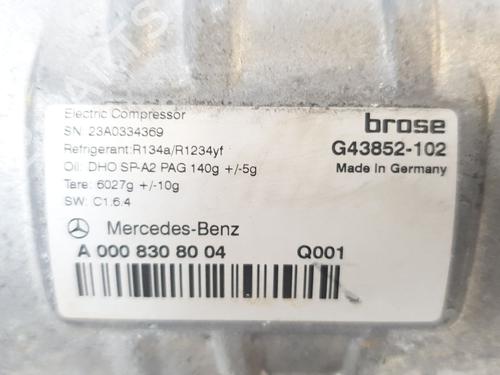 Electric Compressor
SN: 23A0334369
Refrigerant:R134a/R1234yf
Oil: DHO SP-A2 PAG 140g +/-5g
Tare: 6027g +/-10g
SW: C1.6.4
brose
G43852-102
Made in Germany
Mercedes-Benz
A 000 830 80 04 Q001